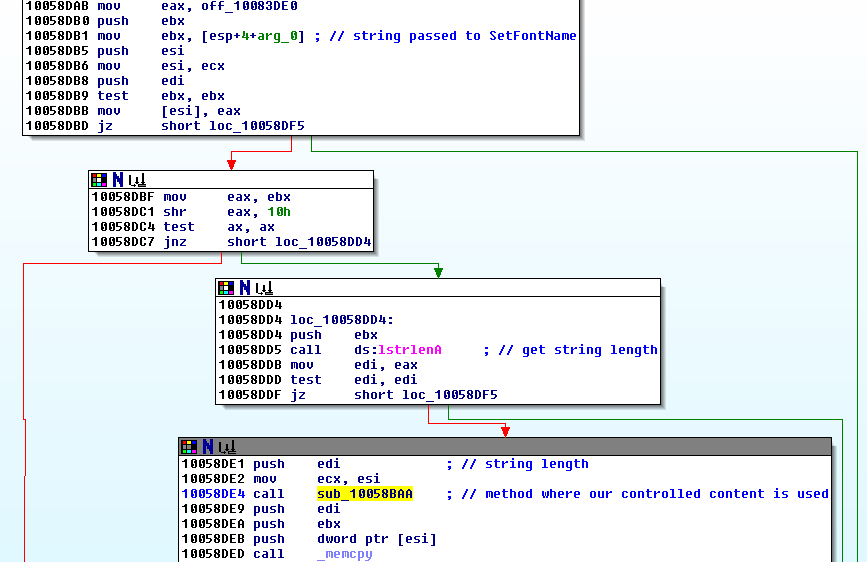 10058DAB mov eax, off_10083DE0
10058DB0 push ebx
10058DB1 mov ebx, [esp+4+arg_0] ; // string passed to SetFontName
10058DB5 push esi
10058DB6 mov esi, ecx
10058DB8 push edi
10058DB9 test ebx, ebx
10058DBB mov [esi], eax
10058DBD jz short loc_10058DF5
10058DBF mov eax, ebx
10058DC1 shr eax, 10h
10058DC4 test ax, ax
10058DC7 jnz short loc_10058DD4
10058DD4
10058DD4 loc_10058DD4:
10058DD4 push ebx
10058DD5 call ds:lstrlenA ; // get string length
10058DDB mov edi, eax
10058DDD test edi, edi
10058DDF jz short loc_10058DF5
10058DE1 push edi ; // string length
10058DE2 mov ecx, esi
10058DE4 call sub_10058BAA ; // method where our controlled content is used
10058DE9 push edi
10058DEA push ebx
10058DEB push dword ptr [esi]
10058DED call _memcpy